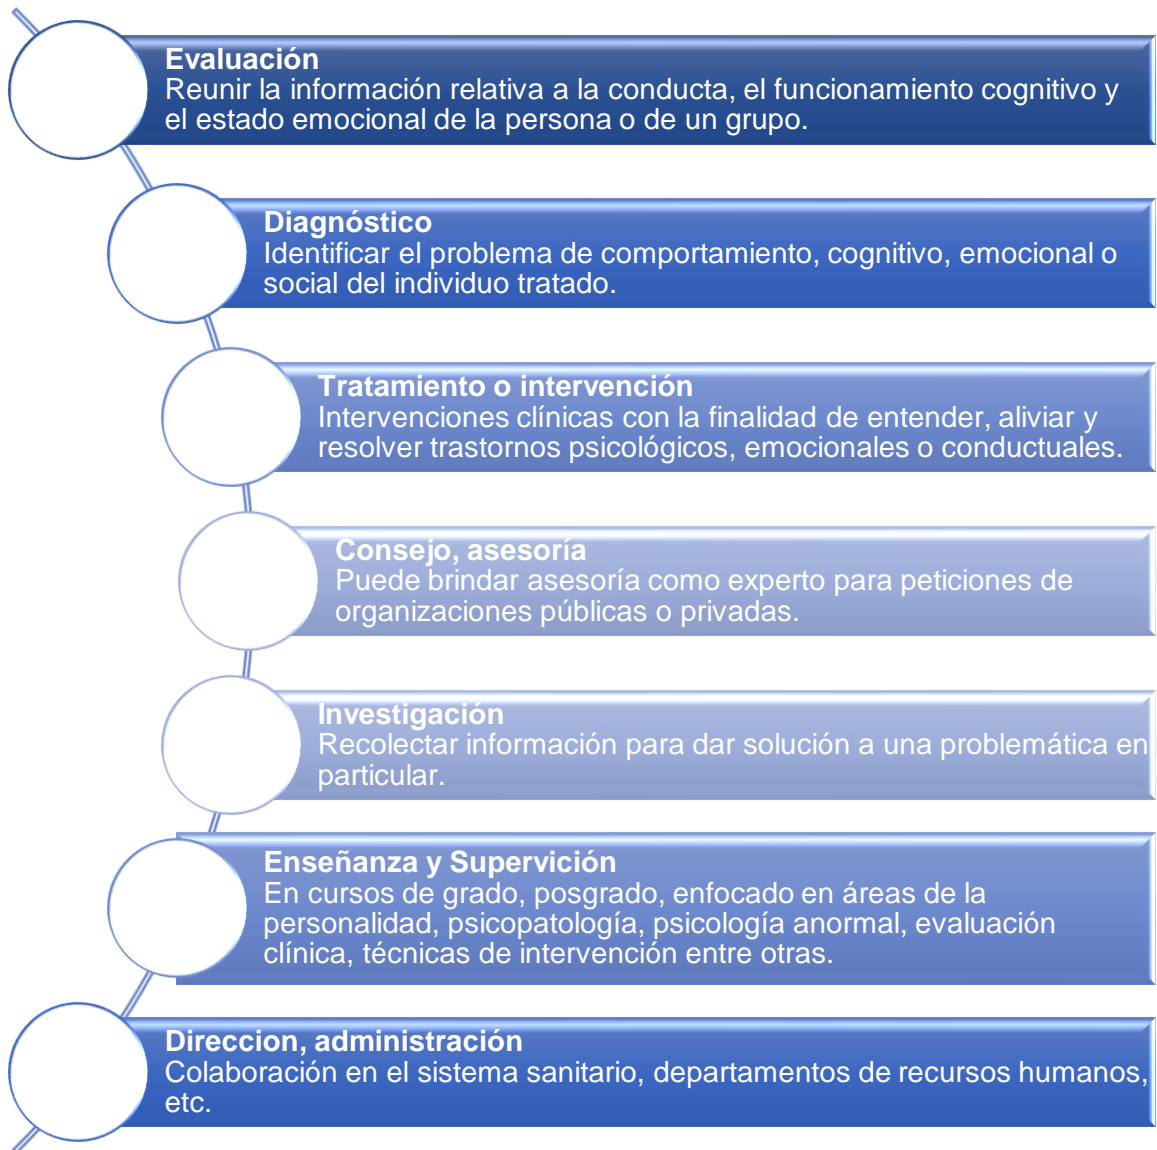 Evaluación
Reunir la información relativa a la conducta, el funcionamiento cognitivo y
el estado emocional de la persona o de un grupo.
Diagnóstico
Identificar el problema de comportamiento, cognitivo, emocional o
social del individuo tratado.
Tratamiento o intervención
Intervenciones clínicas con la finalidad de entender, aliviar y
resolver trastornos psicológicos, emocionales o conductuales.
Consejo, asesoría
Puede brindar asesoría como experto para peticiones de
organizaciones públicas o privadas.
Investigación
Recolectar información para dar solución a una problemática en
particular.
Enseñanza y Supervición
En cursos de grado, posgrado, enfocado en áreas de la
personalidad, psicopatología, psicología anormal, evaluación
clínica, técnicas de intervención entre otras.
Direccion, administración
Colaboración en el sistema sanitario, departamentos de recursos humanos,
etc.